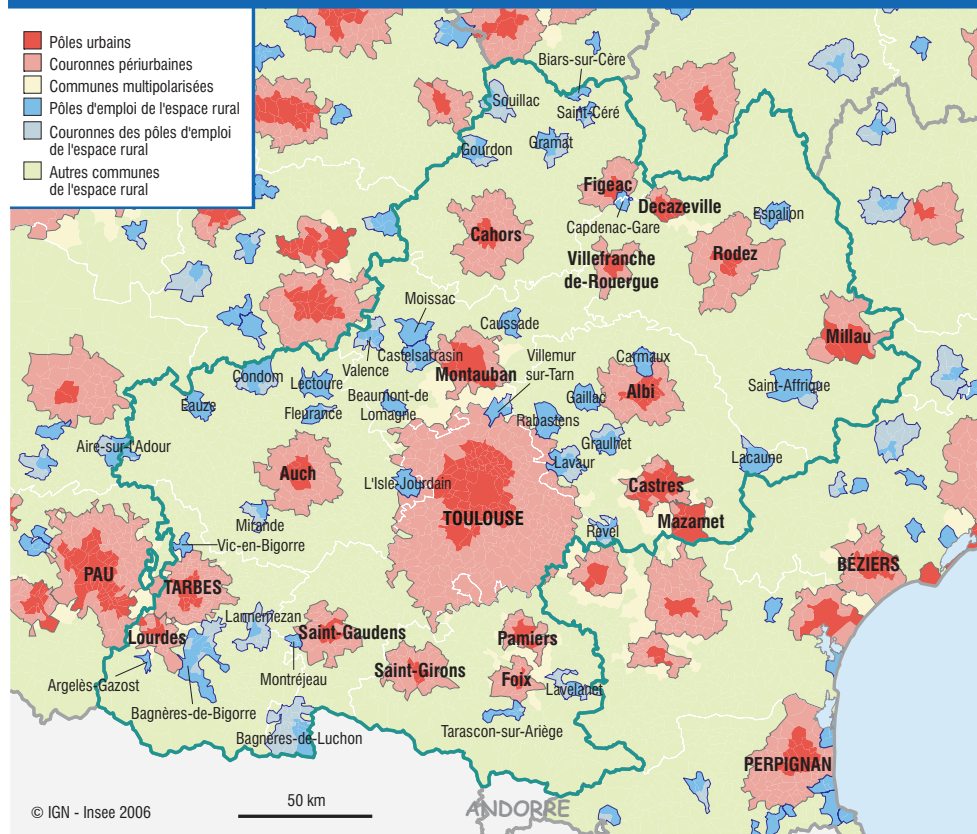 Pôles urbains
Couronnes périurbaines
Communes multipolarisées
Pôles d'emploi de l'espace rural
Couronnes des pôles d'emploi
de l'espace rural
Autres communes
de l'espace rural
Biars-sur-Cère
Souillac
Saint-Céré
Gourdon
Gramat
Figeac
Decazeville
Capdenac-Gare
Espalion
Cahors
Villefranche
de-Rouergue
Rodez
Moissac
Caussade
Millau
Castelsarrasin
Valence
Montauban
Villemur
sur-Tarn
Carmaux
Condom
Lectoure
Albi
Saint-Affrique
Beaumont-de
Lomagne
Gaillac
Eauze
Fleurance
Rabastens
Graulhet
Aire-sur-l'Adour
Lavaur
Lacaune
Auch
L'Isle-Jourdain
Castres
TOULOUSE
Mazamet
Mirande
Revel
Vic-en-Bigorre
PAU
TARBES
BÉZIERS
Lannemezan
Lourdes
Saint-Gaudens
Pamiers
Saint-Girons
Foix
Argelès-Gazost
Montréjeau
Lavelanet
Bagnères-de-Bigorre
Tarascon-sur-Ariège
Bagnères-de-Luchon
PERPIGNAN
50 km
ANDORRE
© IGN - Insee 2006